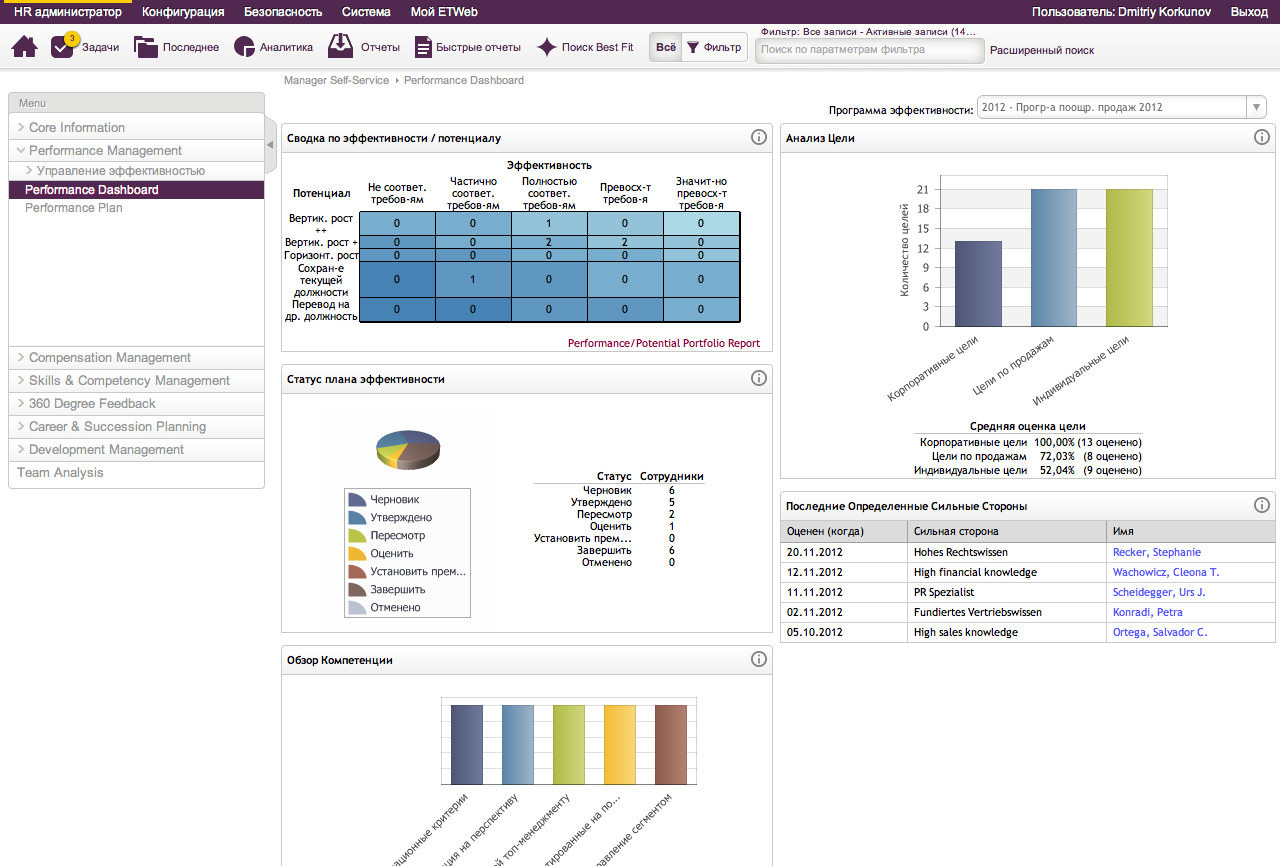 HR администратор Конфигурация Безопасность Система Мой ETWeb Пользователь: Dmitriy Korkunov Выход
3 Задачи Последнее Аналитика Отчеты Быстрые отчеты Поиск Best Fit Всё Фильтр
Фильтр: Все записи - Активные записи (14...
Поиск по паратметрам фильтра Расширенный поиск
Manager Self-Service Performance Dashboard
Menu
Core Information
Performance Management
Управление эффективностью
Performance Dashboard
Performance Plan
Compensation Management
Skills & Competency Management
360 Degree Feedback
Career & Succession Planning
Development Management
Team Analysis
Программа эффективности: 2012 - Прогр-а поощр. продаж 2012
Сводка по эффективности / потенциалу
Эффективность
Потенциал
Не соответ. требов-ям
Частично соответ. требов-ям
Полностью соответ. требов-ям
Превосх-т требов-я
Значит-но превосх-т требов-я
Вертик. рост ++ 0 0 1 0 0
Вертик. рост + 0 0 2 2 0
Горизонт. рост 0 0 0 0 0
Сохран-е текущей должности 0 1 0 0 0
Перевод на др. должность 0 0 0 0 0
Performance/Potential Portfolio Report
Статус плана эффективности
Черновик
Утверждено
Пересмотр
Оценить
Установить прем...
Завершить
Отменено
Статус Сотрудники
Черновик 6
Утверждено 5
Пересмотр 2
Оценить 1
Установить прем... 0
Завершить 6
Отменено 0
Обзор Компетенции
ационные критерии
ция на перспективу
ой топ-менеджменту
тированные на по...
равление сегментом
Анализ Цели
Количество целей
21
18
15
12
9
6
3
0
Корпоративные цели
Цели по продажам
Индивидуальные цели
Средняя оценка цели
Корпоративные цели 100,00% (13 оценено)
Цели по продажам 72,03% (8 оценено)
Индивидуальные цели 52,04% (9 оценено)
Последние Определенные Сильные Стороны
Оценен (когда) Сильная сторона Имя
20.11.2012 Hohes Rechtswissen Recker, Stephanie
12.11.2012 High financial knowledge Wachowicz, Cleona T.
11.11.2012 PR Spezialist Scheidegger, Urs J.
02.11.2012 Fundiertes Vertriebswissen Konradi, Petra
05.10.2012 High sales knowledge Ortega, Salvador C.